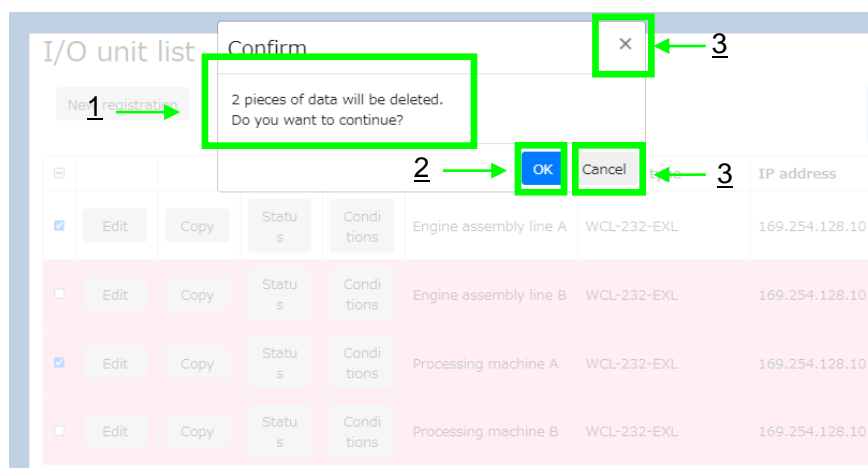 I/O unit list
Confirm
×
3
New registration
1
2 pieces of data will be deleted.
Do you want to continue?
2
OK
Cancel
3
type
IP address
Edit
Copy
Statu
s
Condi
tions
Engine assembly line A
WCL-232-EXL
169.254.128.10
Edit
Copy
Statu
s
Condi
tions
Engine assembly line B
WCL-232-EXL
169.254.128.10
Edit
Copy
Statu
s
Condi
tions
Processing machine A
WCL-232-EXL
169.254.128.10
Edit
Copy
Statu
s
Condi
tions
Processing machine B
WCL-232-EXL
169.254.128.10